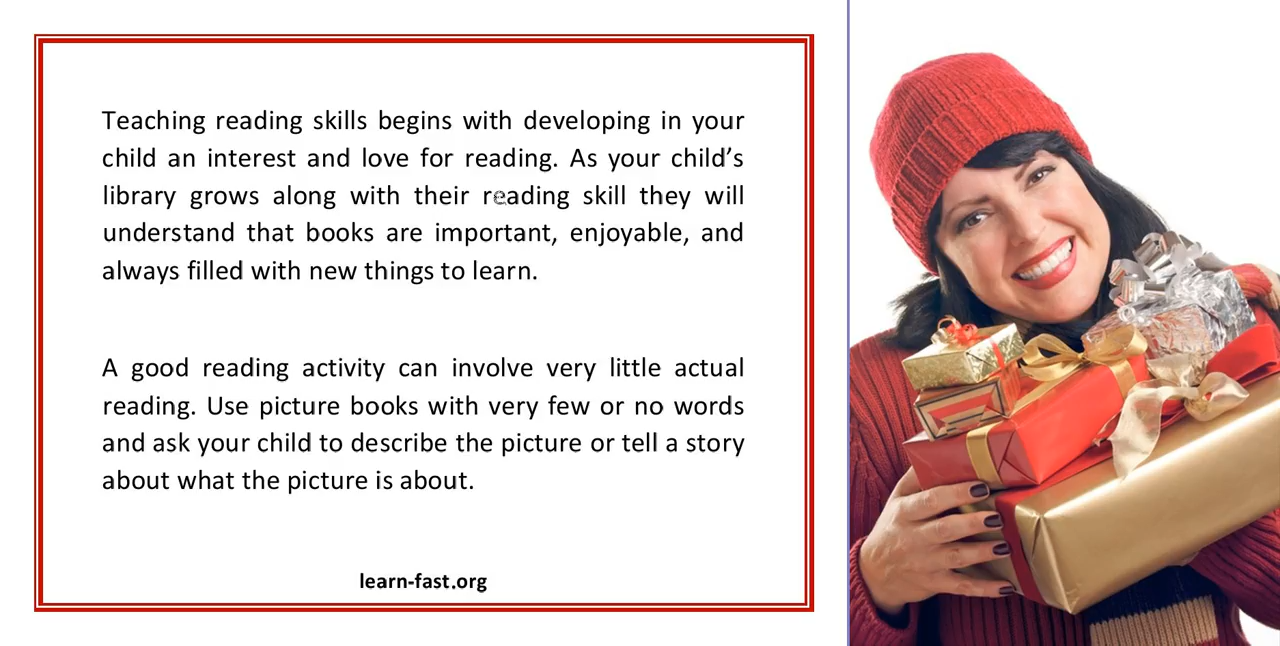 Teaching reading skills begins with developing in your
child an interest and love for reading. As your child’s
library grows along with their reading skill they will
understand that books are important, enjoyable, and
always filled with new things to learn.
A good reading activity can involve very little actual
reading. Use picture books with very few or no words
and ask your child to describe the picture or tell a story
about what the picture is about.
learn-fast.org